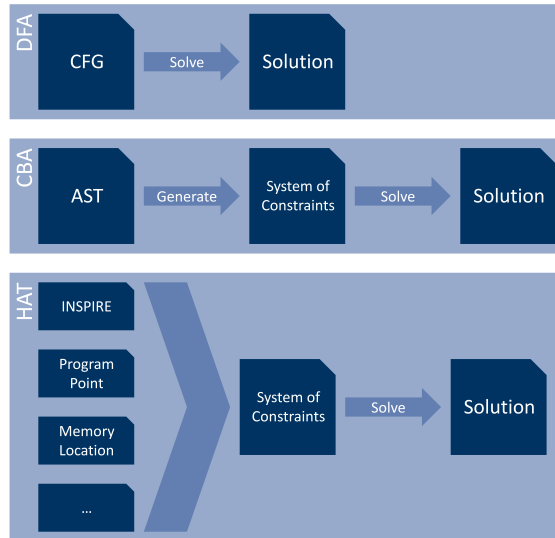 DFA
CFG
Solve
Solution
CBA
AST
Generate
System of
Constraints
Solve
Solution
HAT
INSPIRE
Program
Point
Memory
Location
...
System of
Constraints
Solve
Solution